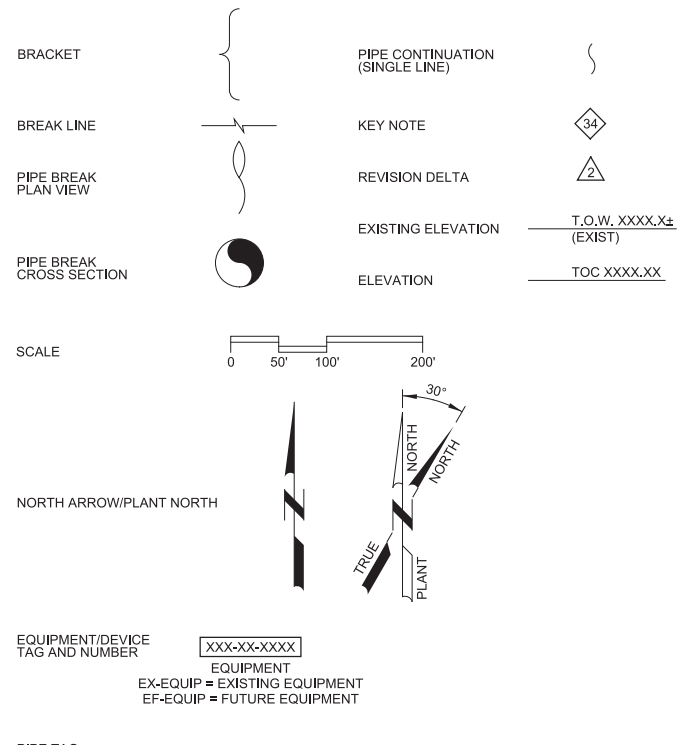 BRACKET
PIPE CONTINUATION
(SINGLE LINE)
BREAK LINE
KEY NOTE
34
PIPE BREAK
PLAN VIEW
REVISION DELTA
2
EXISTING ELEVATION
T.O.W. XXXX.X±
(EXIST)
PIPE BREAK
CROSS SECTION
ELEVATION
TOC XXXX.XX
SCALE
0 50' 100' 200'
30°
NORTH
NORTH
NORTH ARROW/PLANT NORTH
TRUE
PLANT
EQUIPMENT/DEVICE
TAG AND NUMBER
XXX-XX-XXXX
EQUIPMENT
EX-EQUIP = EXISTING EQUIPMENT
EF-EQUIP = FUTURE EQUIPMENT
PIPE TAG